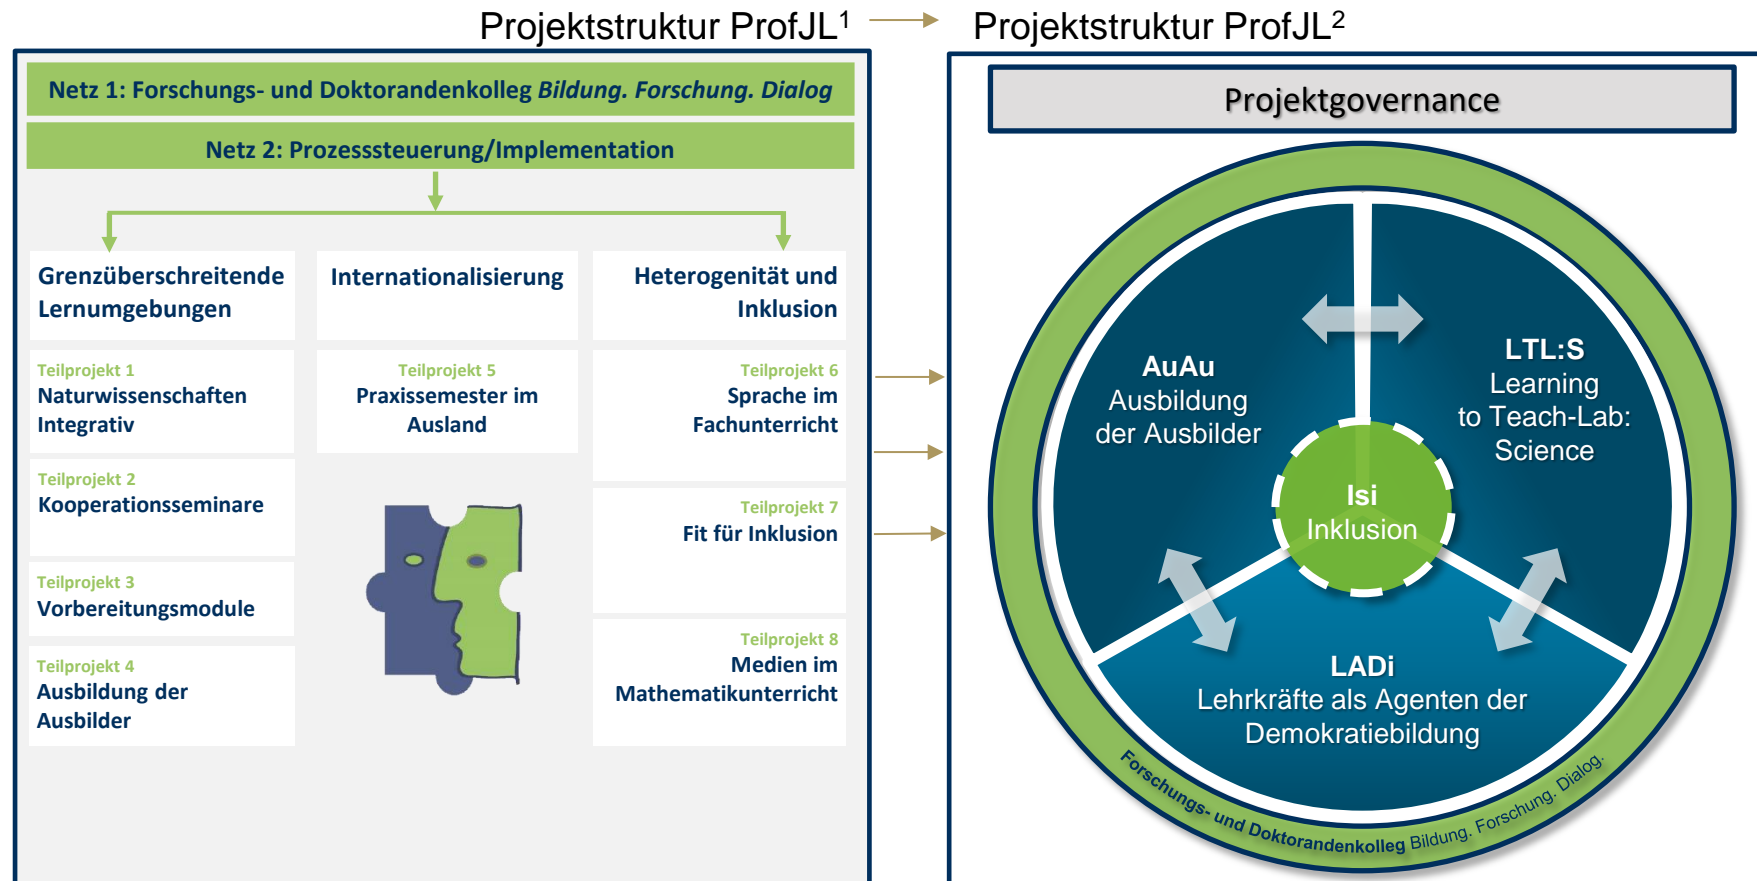 Projektstruktur ProfJL¹
Projektstruktur ProfJL²
Netz 1: Forschungs- und Doktorandenkolleg Bildung. Forschung. Dialog
Netz 2: Prozesssteuerung/Implementation
Grenzüberschreitende
Lernumgebungen
Teilprojekt 1
Naturwissenschaften
Integrativ
Teilprojekt 2
Kooperationsseminare
Teilprojekt 3
Vorbereitungsmodule
Teilprojekt 4
Ausbildung der
Ausbilder
Internationalisierung
Teilprojekt 5
Praxissemester im
Ausland
Heterogenität und
Inklusion
Teilprojekt 6
Sprache im
Fachunterricht
Teilprojekt 7
Fit für Inklusion
Teilprojekt 8
Medien im
Mathematikunterricht
Projektgovernance
AuAu
Ausbildung
der Ausbilder
LTL:S
Learning
to Teach-Lab:
Science
Isi
Inklusion
LADi
Lehrkräfte als Agenten der
Demokratiebildung
Forschungs- und Doktorandenkolleg Bildung. Forschung. Dialog.